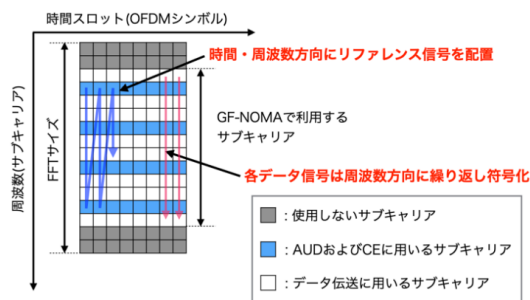 時間スロット(OFDMシンボル)
時間・周波数方向にリファレンス信号を配置
周波数(サブキャリア)
FFTサイズ
GF-NOMAで利用する
サブキャリア
各データ信号は周波数方向に繰り返し符号化
: 使用しないサブキャリア
: AUDおよびCEに用いるサブキャリア
: データ伝送に用いるサブキャリア